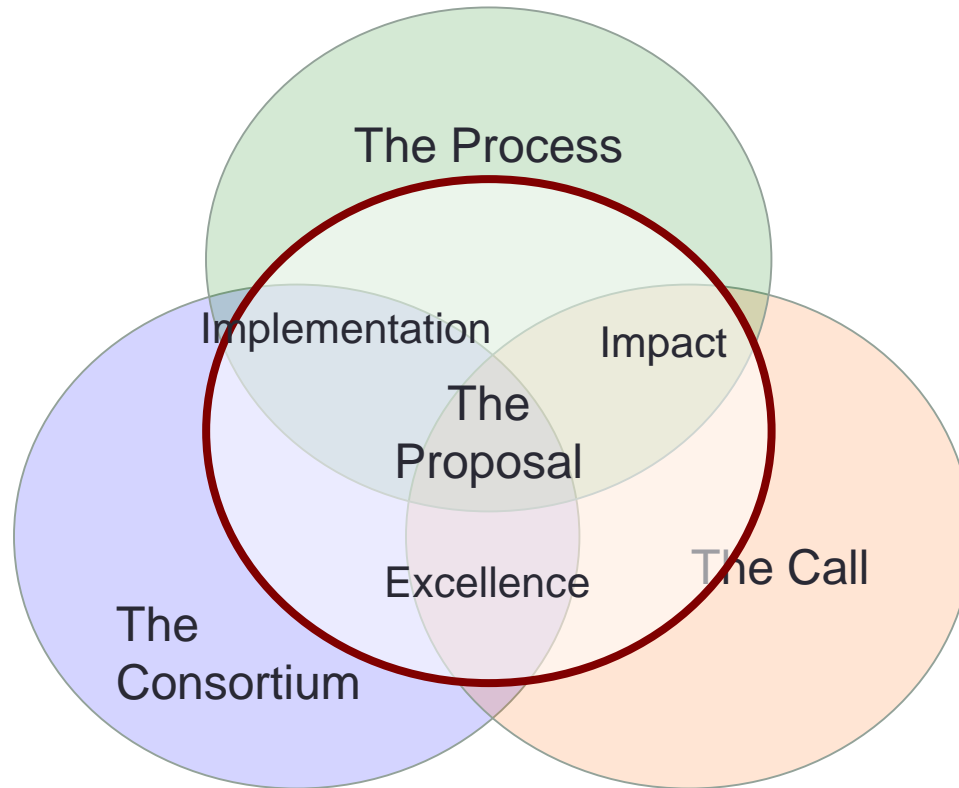 The Process
Implementation
Impact
The
Proposal
Excellence
The Call
The
Consortium